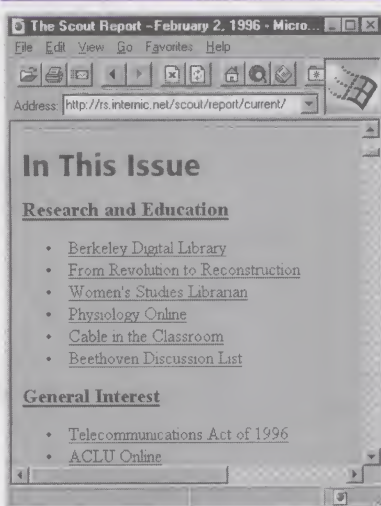 The Scout Report -February 2, 1996 - Micro...
File Edit View Go Favorites Help
Address: http://rs.internic.net/scout/report/current/
In This Issue
Research and Education
• Berkeley Digital Library
• From Revolution to Reconstruction
• Women's Studies Librarian
• Physiology Online
• Cable in the Classroom
• Beethoven Discussion List
General Interest
• Telecommunications Act of 1996
• ACLU Online